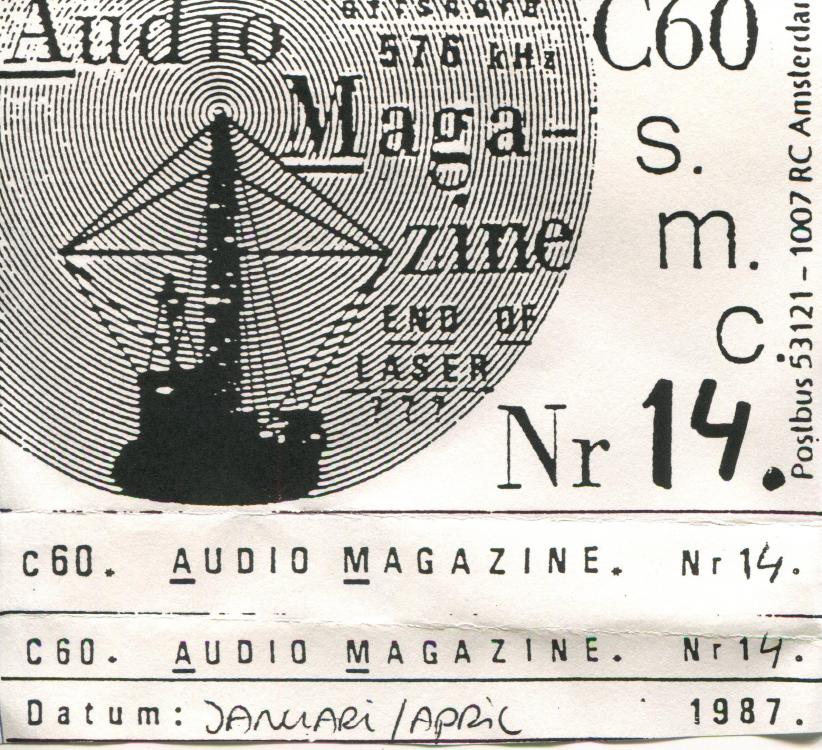 Audio
offshore
576 kHz
Maga-
zine
END OF
LASER
???
C60
s.
m.
c.
Nr 14.
Postbus 53121 – 1007 RC Amsterdam
C60. AUDIO MAGAZINE. Nr 14.
C60. AUDIO MAGAZINE. Nr 14.
Datum: JANUARI/APRIL 1987.